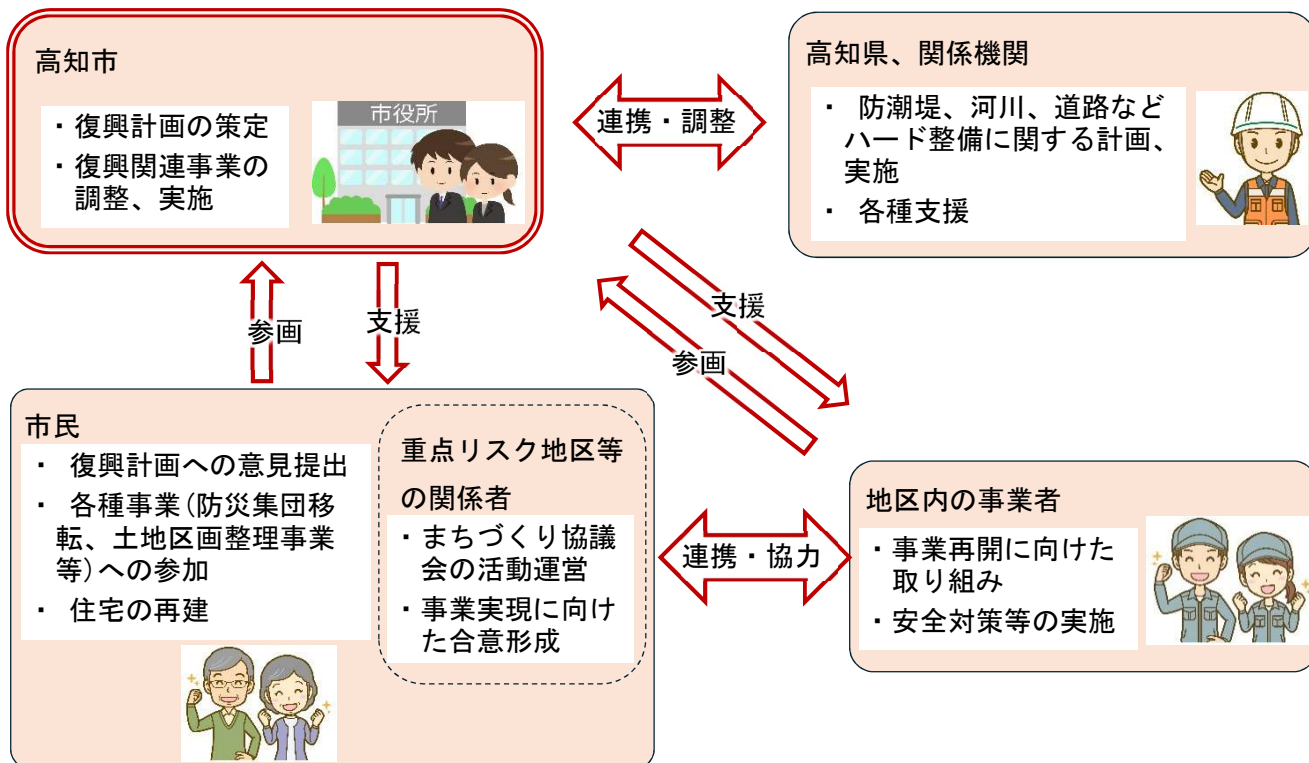 高知市
・復興計画の策定
・復興関連事業の
調整、実施
市役所
連携・調整
高知県、関係機関
・ 防潮堤、河川、道路など
ハード整備に関する計画、
実施
・ 各種支援
参画
支援
支援
参画
市民
・ 復興計画への意見提出
・ 各種事業(防災集団移
転、土地区画整理事業
等)への参加
・ 住宅の再建
重点リスク地区等
の関係者
・まちづくり協議
会の活動運営
・事業実現に向け
た合意形成
連携・協力
地区内の事業者
・事業再開に向けた
取り組み
・安全対策等の実施